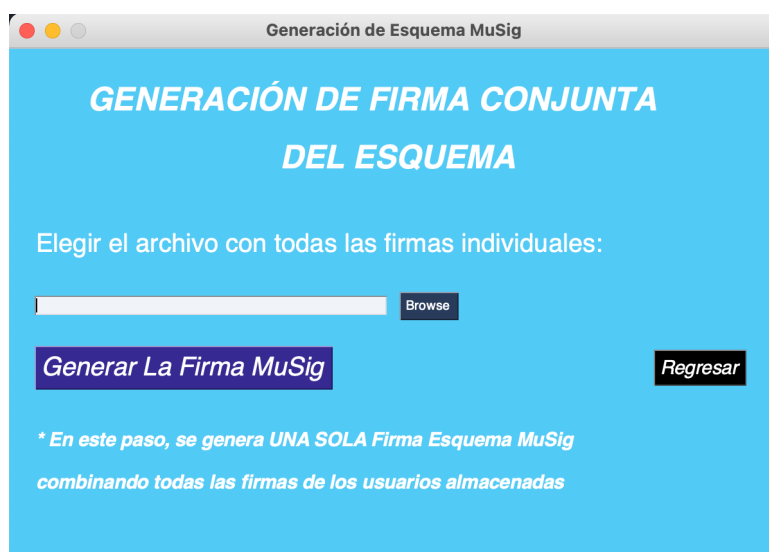 Generación de Esquema MuSig
GENERACIÓN DE FIRMA CONJUNTA
DEL ESQUEMA
Elegir el archivo con todas las firmas individuales:
Browse
Generar La Firma MuSig
Regresar
* En este paso, se genera UNA SOLA Firma Esquema MuSig
combinando todas las firmas de los usuarios almacenadas